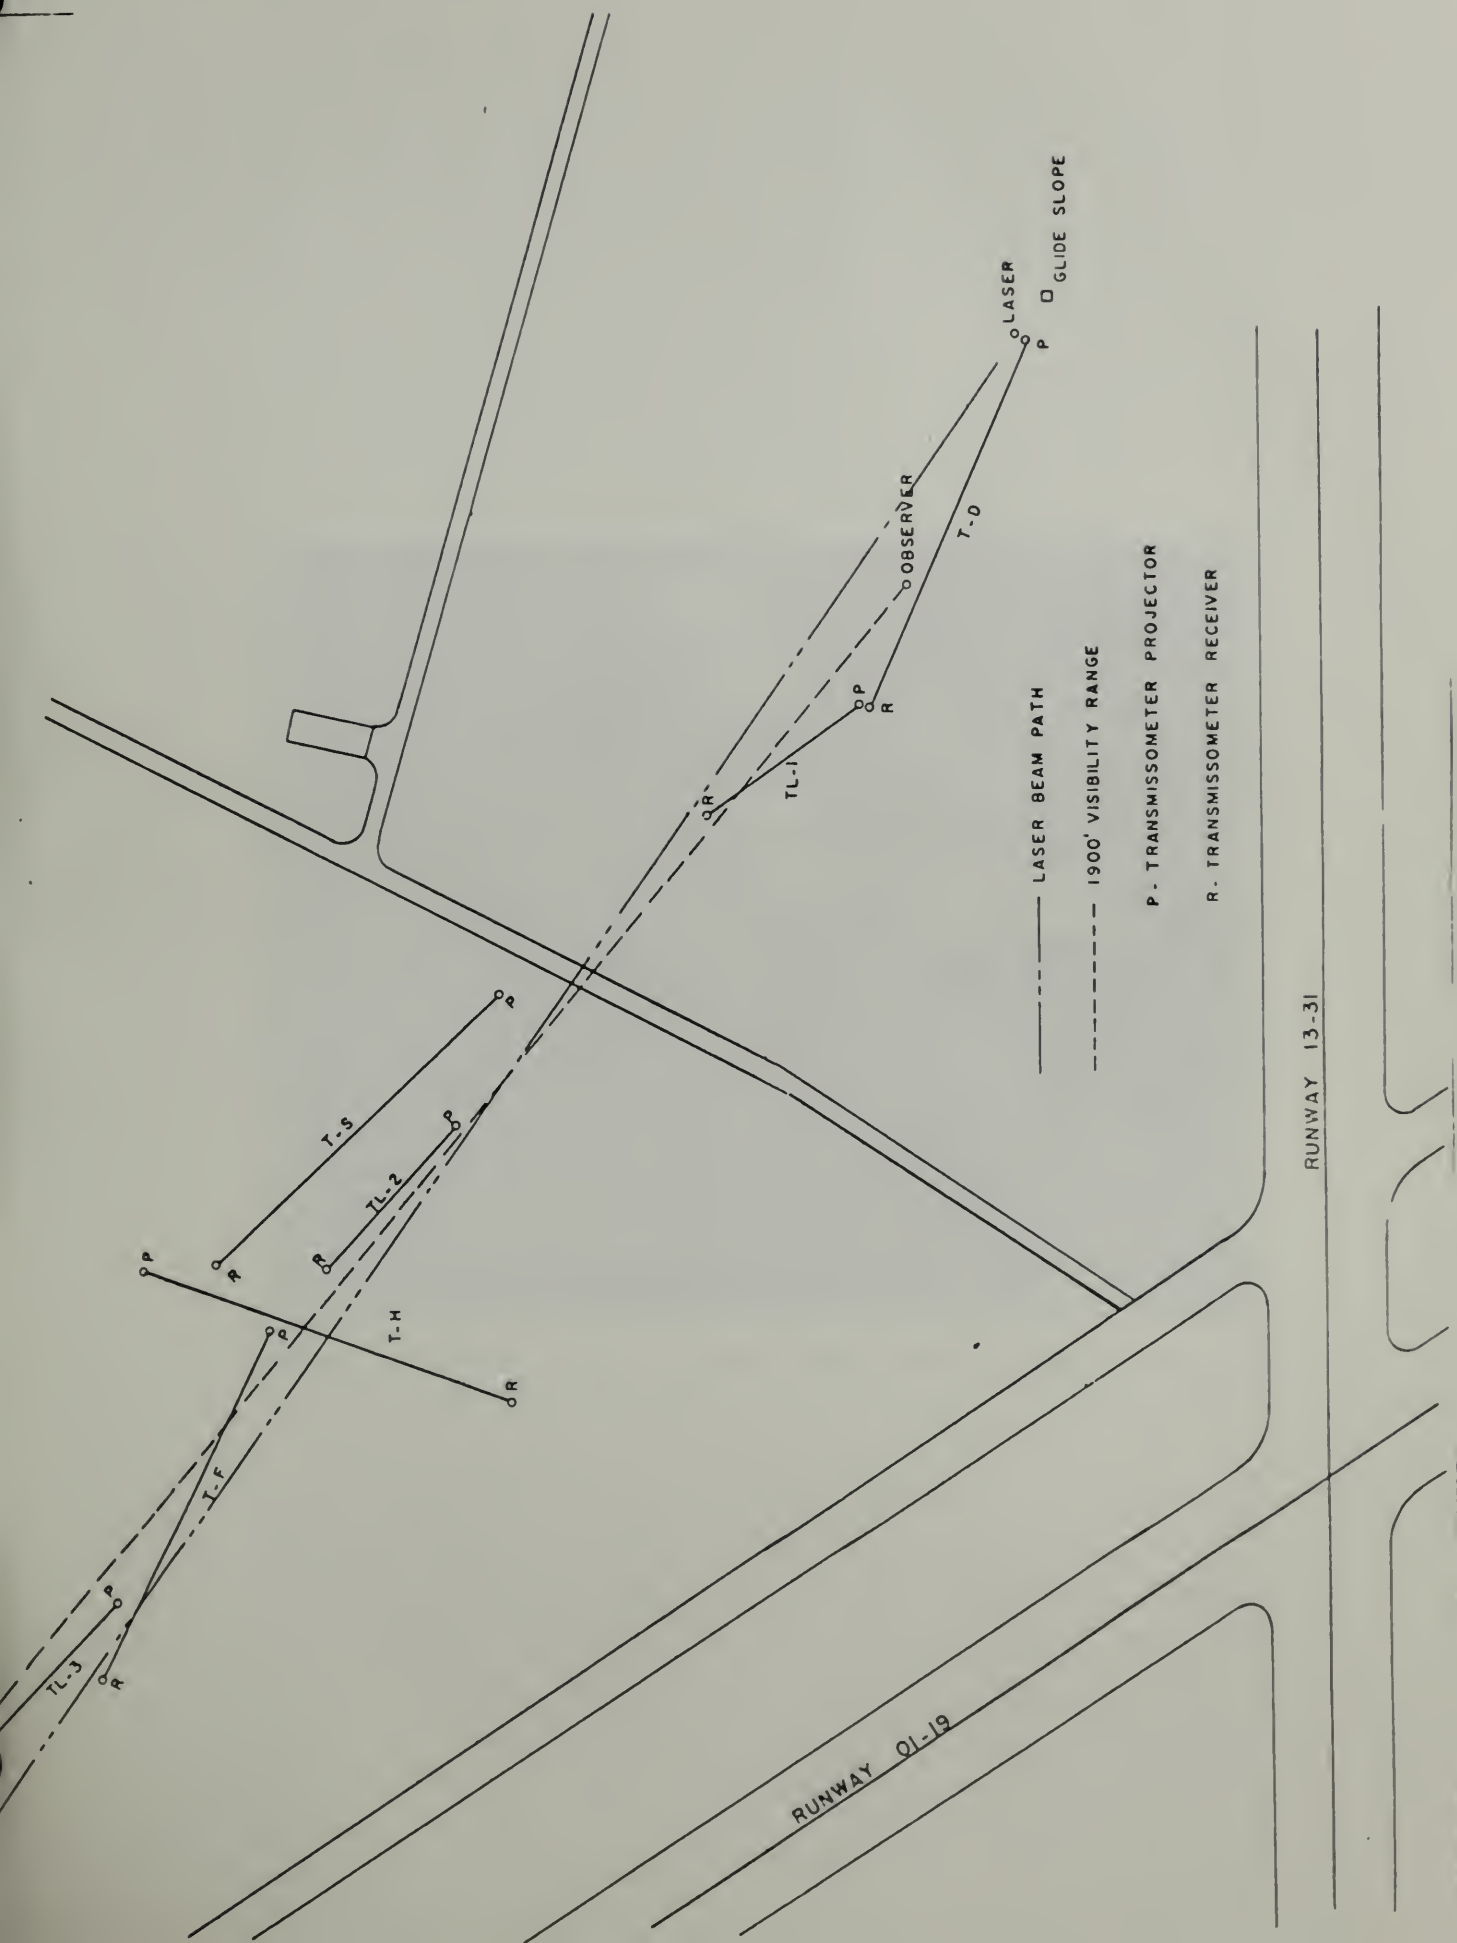 TL-3
P
R
T-F
P
P
R
T-H
R
T-S
P
R
TL-2
P
R
TL-1
P
R
OBSERVER
T-D
LASER
P
GLIDE SLOPE
LASER BEAM PATH
1900' VISIBILITY RANGE
P - TRANSMISSOMETER PROJECTOR
R - TRANSMISSOMETER RECEIVER
RUNWAY 13-31
RUNWAY 01-19